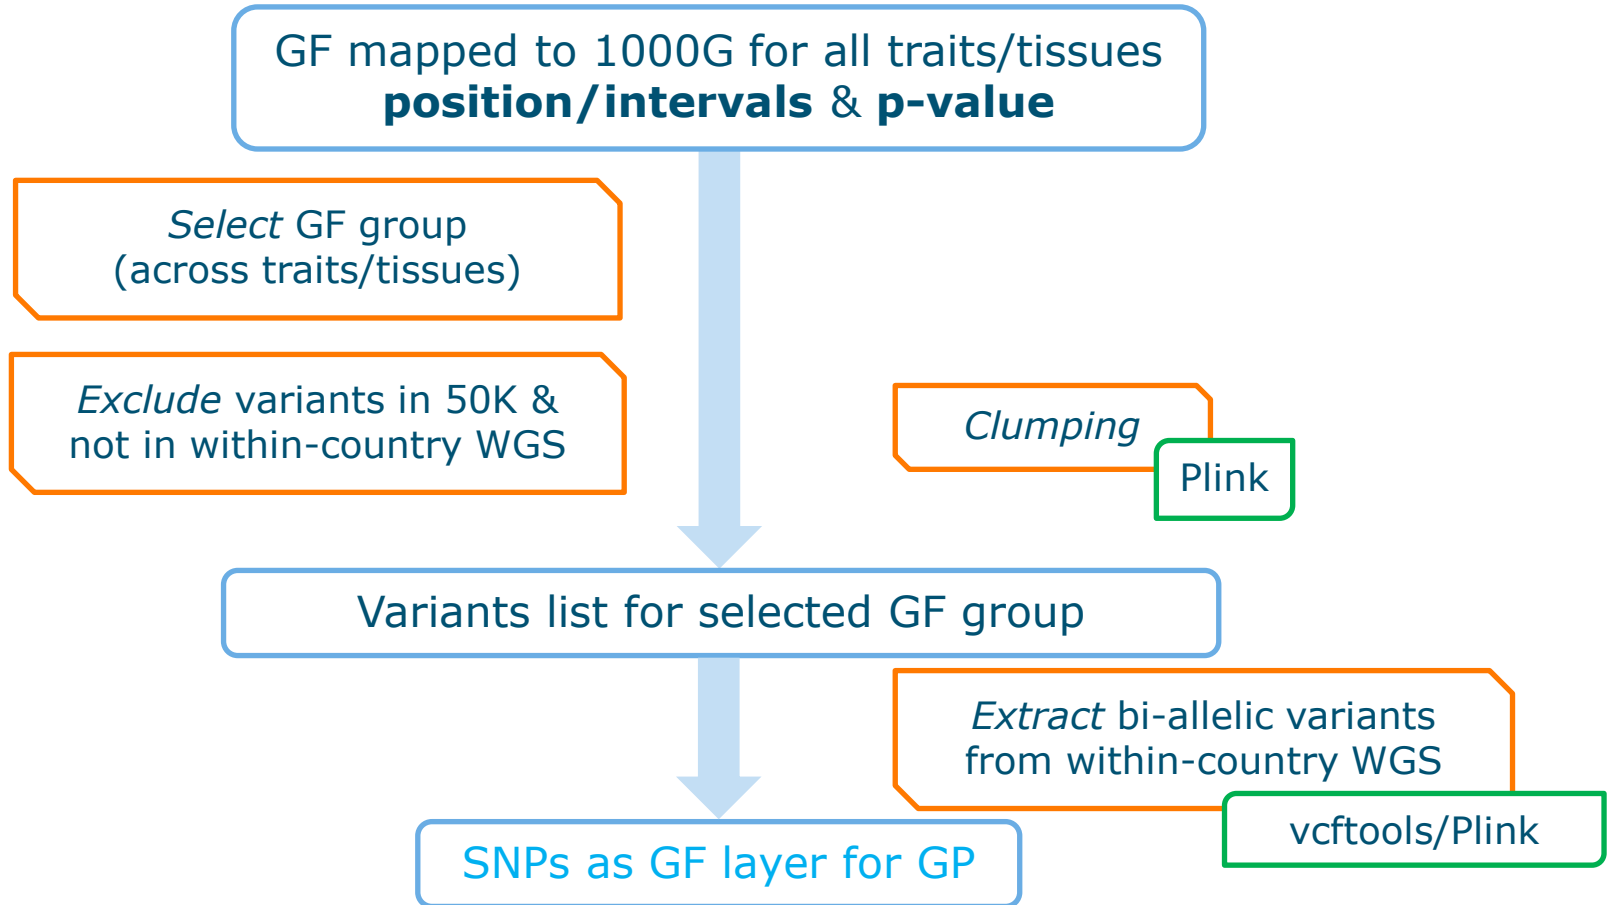 GF mapped to 1000G for all traits/tissues
position/intervals & p-value
Select GF group
(across traits/tissues)
Exclude variants in 50K &
not in within-country WGS
Clumping
Plink
Variants list for selected GF group
Extract bi-allelic variants
from within-country WGS
vcftools/Plink
SNPs as GF layer for GP